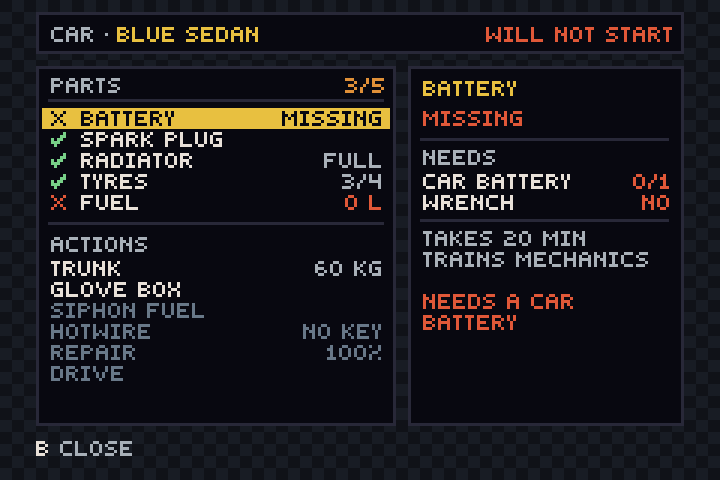 CAR · BLUE SEDAN WILL NOT START
PARTS 3/5
X BATTERY MISSING
✓ SPARK PLUG
✓ RADIATOR FULL
✓ TYRES 3/4
X FUEL 0 L
ACTIONS
TRUNK 60 KG
GLOVE BOX
SIPHON FUEL
HOTWIRE NO KEY
REPAIR 100%
DRIVE
BATTERY
MISSING
NEEDS
CAR BATTERY 0/1
WRENCH NO
TAKES 20 MIN
TRAINS MECHANICS
NEEDS A CAR
BATTERY
B CLOSE